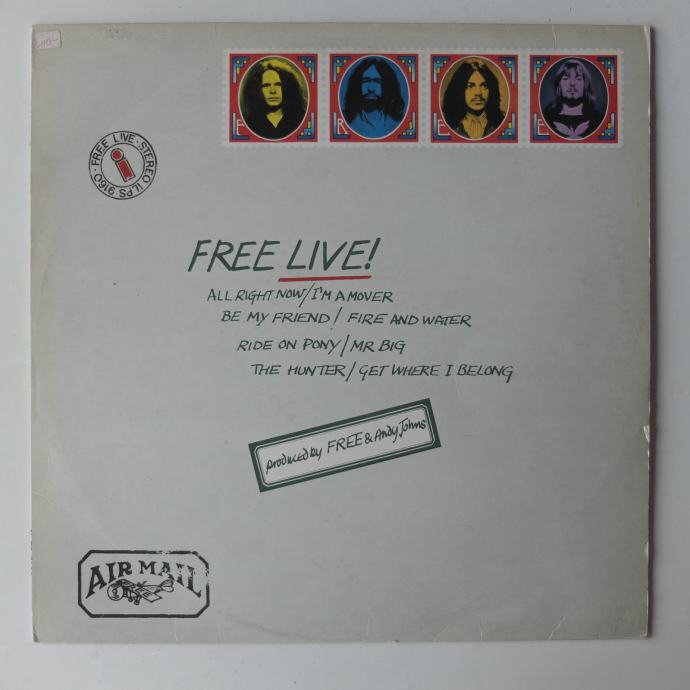 F R E E
FREE LIVE · STEREO ILPS 9160 ·
i
FREE LIVE!
ALL RIGHT NOW/I'M A MOVER
BE MY FRIEND / FIRE AND WATER
RIDE ON PONY/MR BIG
THE HUNTER/GET WHERE I BELONG
produced by FREE & Andy Johns
AIR MAIL